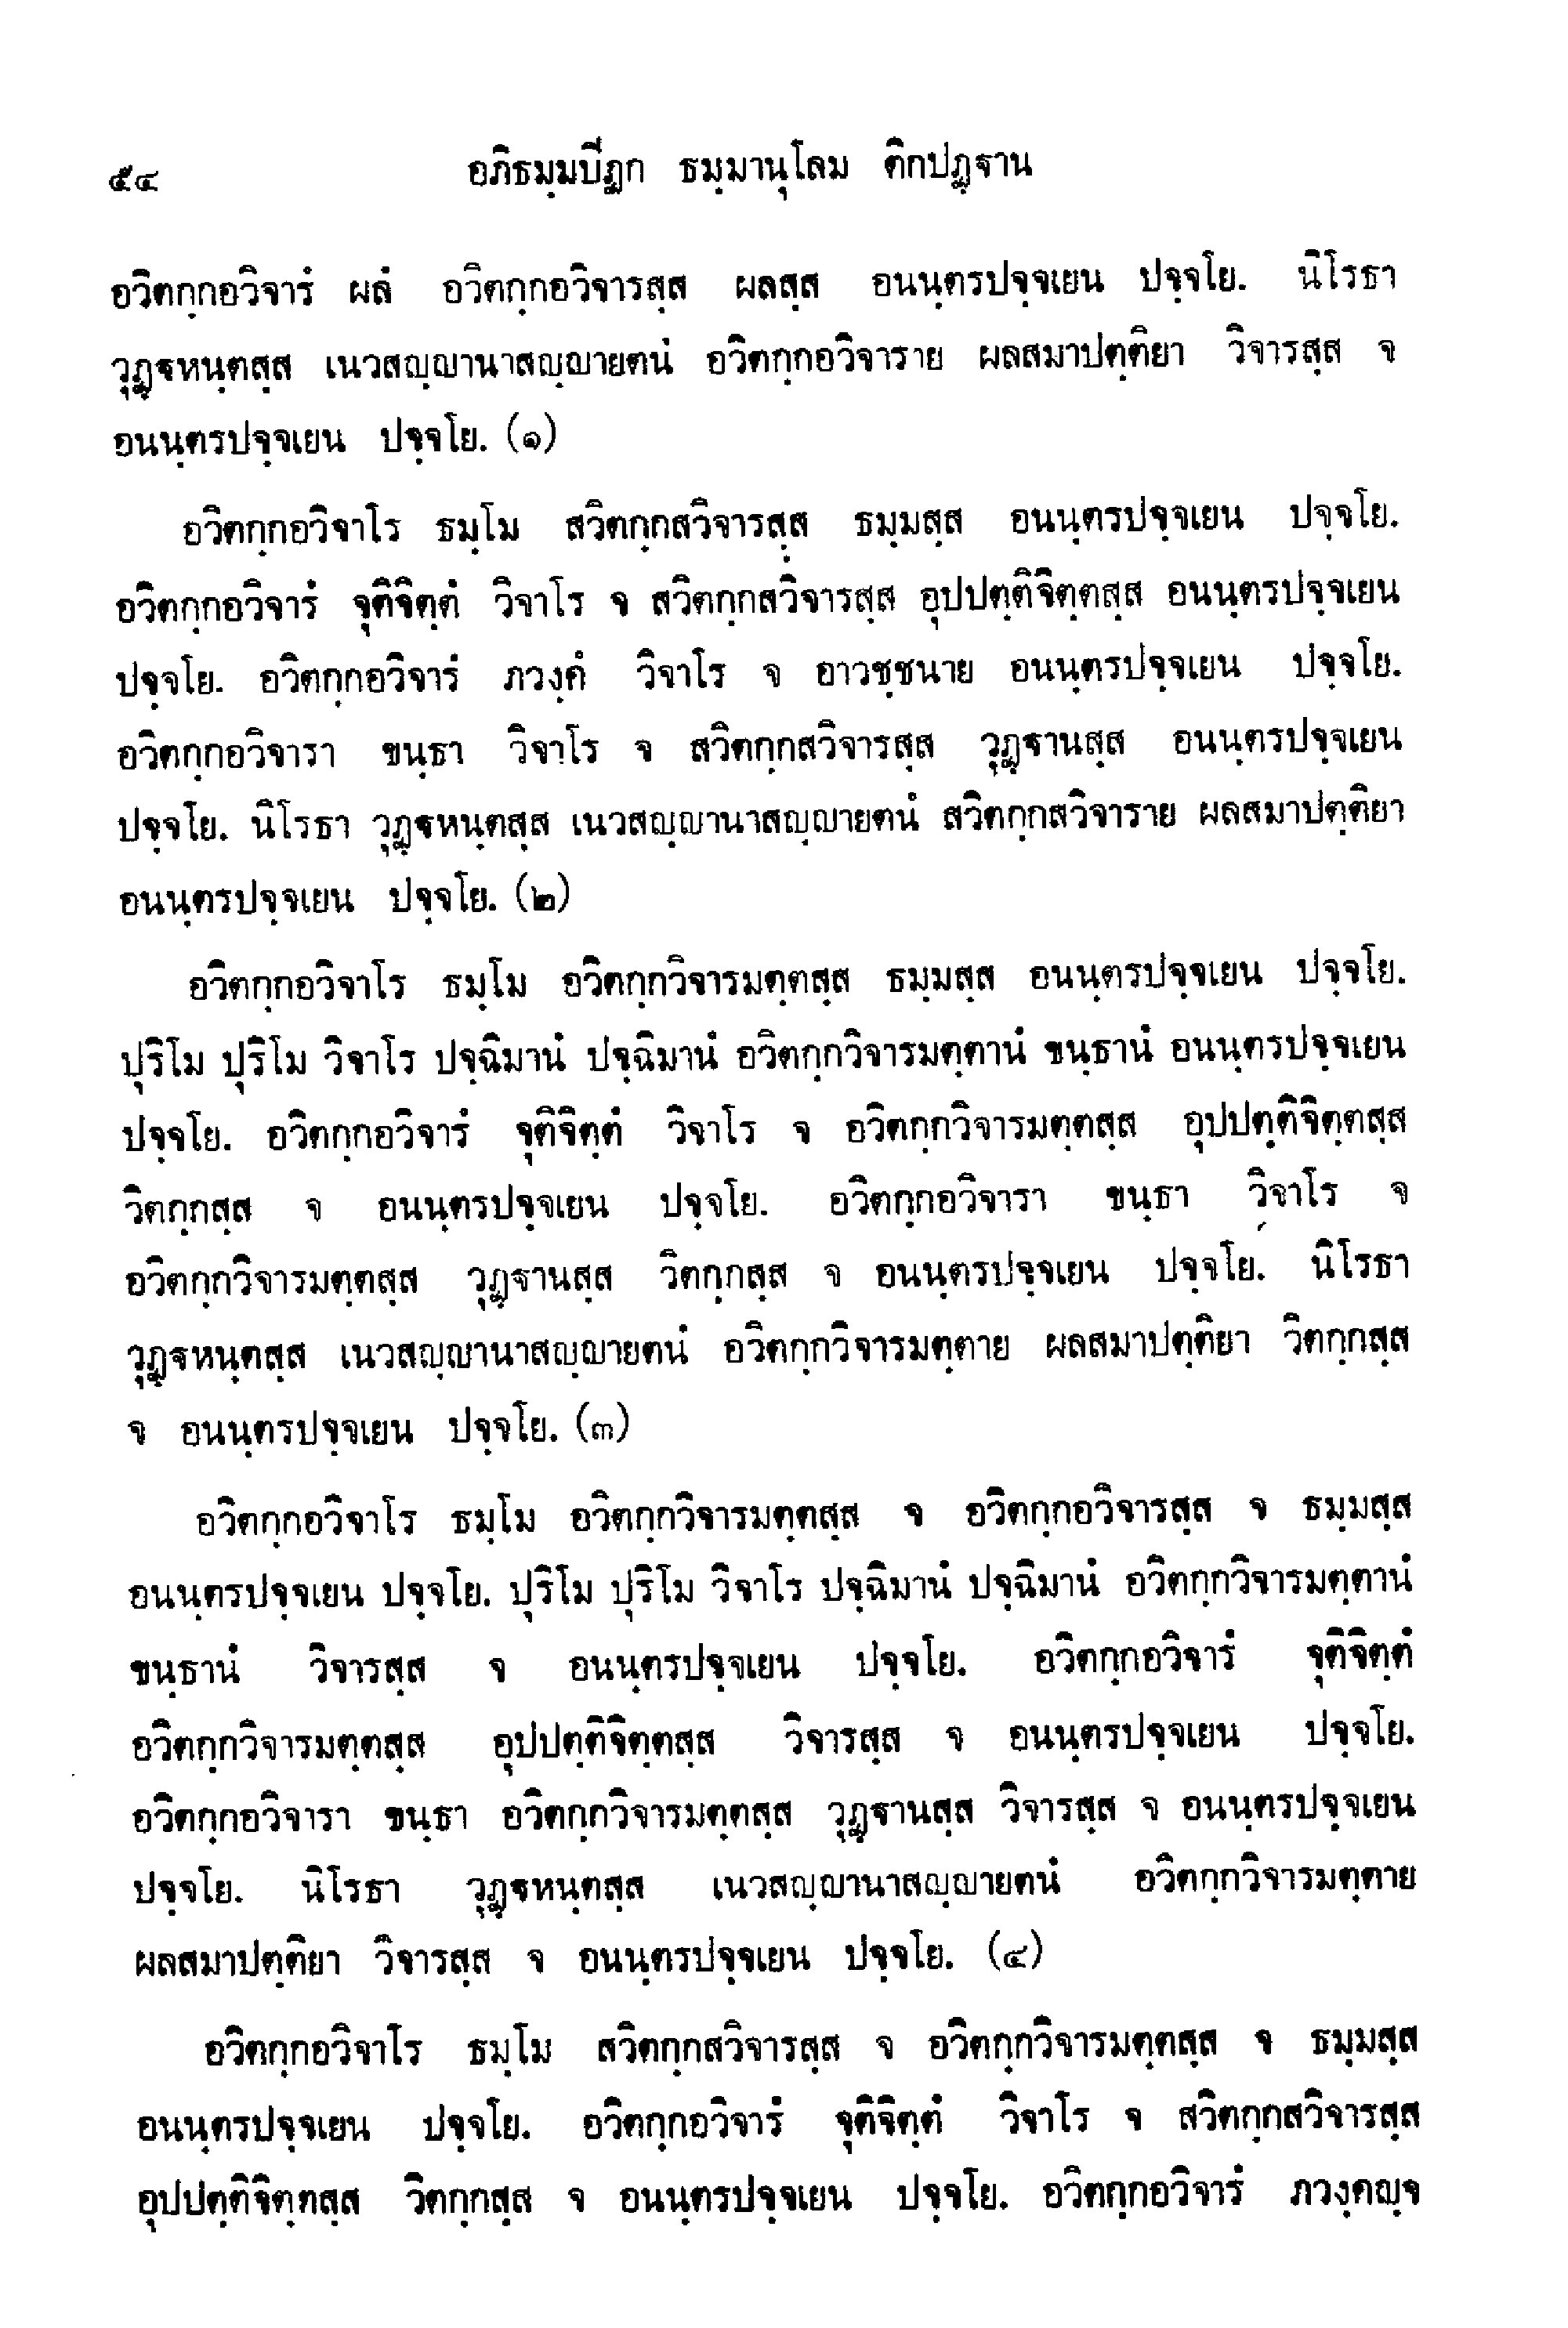 ๕๔ อภิธมฺมปีฏก ธมฺมานุโลม ติกปฏฺฐาน
อวิตกฺกอวิจารํ ผลํ อวิตกฺกอวิจารสฺส ผลสฺส อนนฺตรปจฺจเยน ปจฺจโย. นิโรธา
วุฏฺฐหนฺตสฺส เนวสญฺญานาสญฺญายตนํ อวิตกฺกอวิจาราย ผลสมาปตฺติยา วิจารสฺส จ
อนนฺตรปจฺจเยน ปจฺจโย. (๑)
อวิตกฺกอวิจาโร ธมฺโม สวิตกฺกสวิจารสฺส ธมฺมสฺส อนนฺตรปจฺจเยน ปจฺจโย.
อวิตกฺกอวิจารํ จุติจิตฺตํ วิจาโร จ สวิตกฺกสวิจารสฺส อุปปตฺติจิตฺตสฺส อนนฺตรปจฺจเยน
ปจฺจโย. อวิตกฺกอวิจารํ ภวงฺคํ วิจาโร จ อาวชฺชนาย อนนฺตรปจฺจเยน ปจฺจโย.
อวิตกฺกอวิจารา ขนฺธา วิจาโร จ สวิตกฺกสวิจารสฺส วุฏฺฐานสฺส อนนฺตรปจฺจเยน
ปจฺจโย. นิโรธา วุฏฺฐหนฺตสฺส เนวสญฺญานาสญฺญายตนํ สวิตกฺกสวิจาราย ผลสมาปตฺติยา
อนนฺตรปจฺจเยน ปจฺจโย. (๒)
อวิตกฺกอวิจาโร ธมฺโม อวิตกฺกวิจารมตฺตสฺส ธมฺมสฺส อนนฺตรปจฺจเยน ปจฺจโย.
ปุริโม ปุริโม วิจาโร ปจฺฉิมานํ ปจฺฉิมานํ อวิตกฺกวิจารมตฺตานํ ขนฺธานํ อนนฺตรปจฺจเยน
ปจฺจโย. อวิตกฺกอวิจารํ จุติจิตฺตํ วิจาโร จ อวิตกฺกวิจารมตฺตสฺส อุปปตฺติจิตฺตสฺส
วิตกฺกสฺส จ อนนฺตรปจฺจเยน ปจฺจโย. อวิตกฺกอวิจารา ขนฺธา วิจาโร จ
อวิตกฺกวิจารมตฺตสฺส วุฏฺฐานสฺส วิตกฺกสฺส จ อนนฺตรปจฺจเยน ปจฺจโย. นิโรธา
วุฏฺฐหนฺตสฺส เนวสญฺญานาสญฺญายตนํ อวิตกฺกวิจารมตฺตาย ผลสมาปตฺติยา วิตกฺกสฺส
จ อนนฺตรปจฺจเยน ปจฺจโย. (๓)
อวิตกฺกอวิจาโร ธมฺโม อวิตกฺกวิจารมตฺตสฺส จ อวิตกฺกอวิจารสฺส จ ธมฺมสฺส
อนนฺตรปจฺจเยน ปจฺจโย. ปุริโม ปุริโม วิจาโร ปจฺฉิมานํ ปจฺฉิมานํ อวิตกฺกวิจารมตฺตานํ
ขนฺธานํ วิจารสฺส จ อนนฺตรปจฺจเยน ปจฺจโย. อวิตกฺกอวิจารํ จุติจิตฺตํ
อวิตกฺกวิจารมตฺตสฺส อุปปตฺติจิตฺตสฺส วิจารสฺส จ อนนฺตรปจฺจเยน ปจฺจโย.
อวิตกฺกอวิจารา ขนฺธา อวิตกฺกวิจารมตฺตสฺส วุฏฺฐานสฺส วิจารสฺส จ อนนฺตรปจฺจเยน
ปจฺจโย. นิโรธา วุฏฺฐหนฺตสฺส เนวสญฺญานาสญฺญายตนํ อวิตกฺกวิจารมตฺตาย
ผลสมาปตฺติยา วิจารสฺส จ อนนฺตรปจฺจเยน ปจฺจโย. (๔)
อวิตกฺกอวิจาโร ธมฺโม สวิตกฺกสวิจารสฺส จ อวิตกฺกวิจารมตฺตสฺส จ ธมฺมสฺส
อนนฺตรปจฺจเยน ปจฺจโย. อวิตกฺกอวิจารํ จุติจิตฺตํ วิจาโร จ สวิตกฺกสวิจารสฺส
อุปปตฺติจิตฺตสฺส วิตกฺกสฺส จ อนนฺตรปจฺจเยน ปจฺจโย. อวิตกฺกอวิจารํ ภวงฺคญฺจ